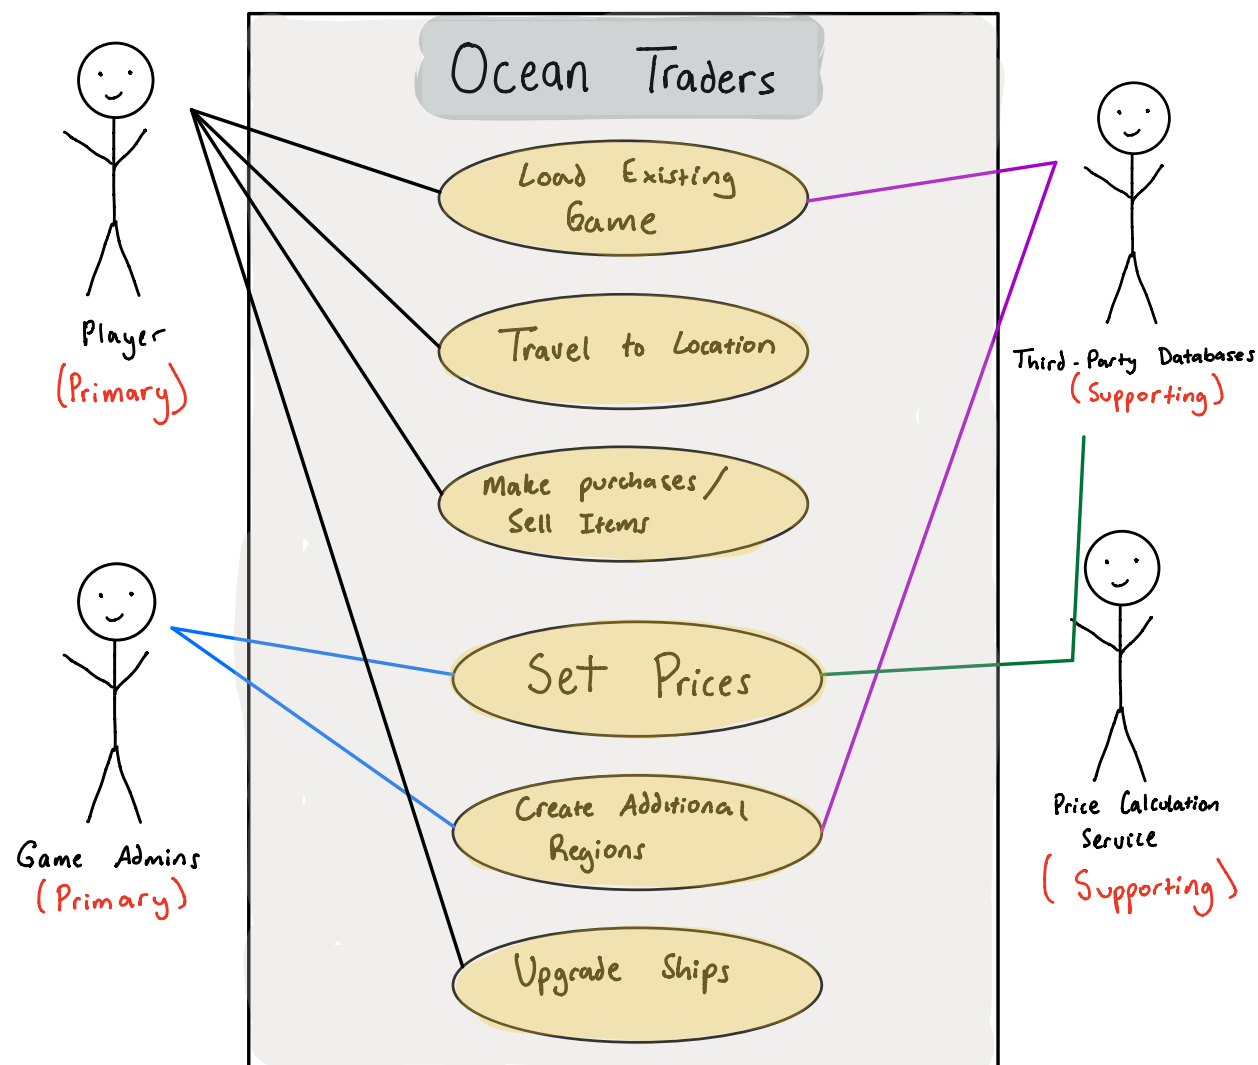 Ocean Traders
Load Existing
Game
Travel to Location
Make purchases/
Sell Items
Set Prices
Create Additional
Regions
Upgrade Ships
Player
(Primary)
Game Admins
(Primary)
Third-Party Databases
(Supporting)
Price Calculation
Service
(Supporting)